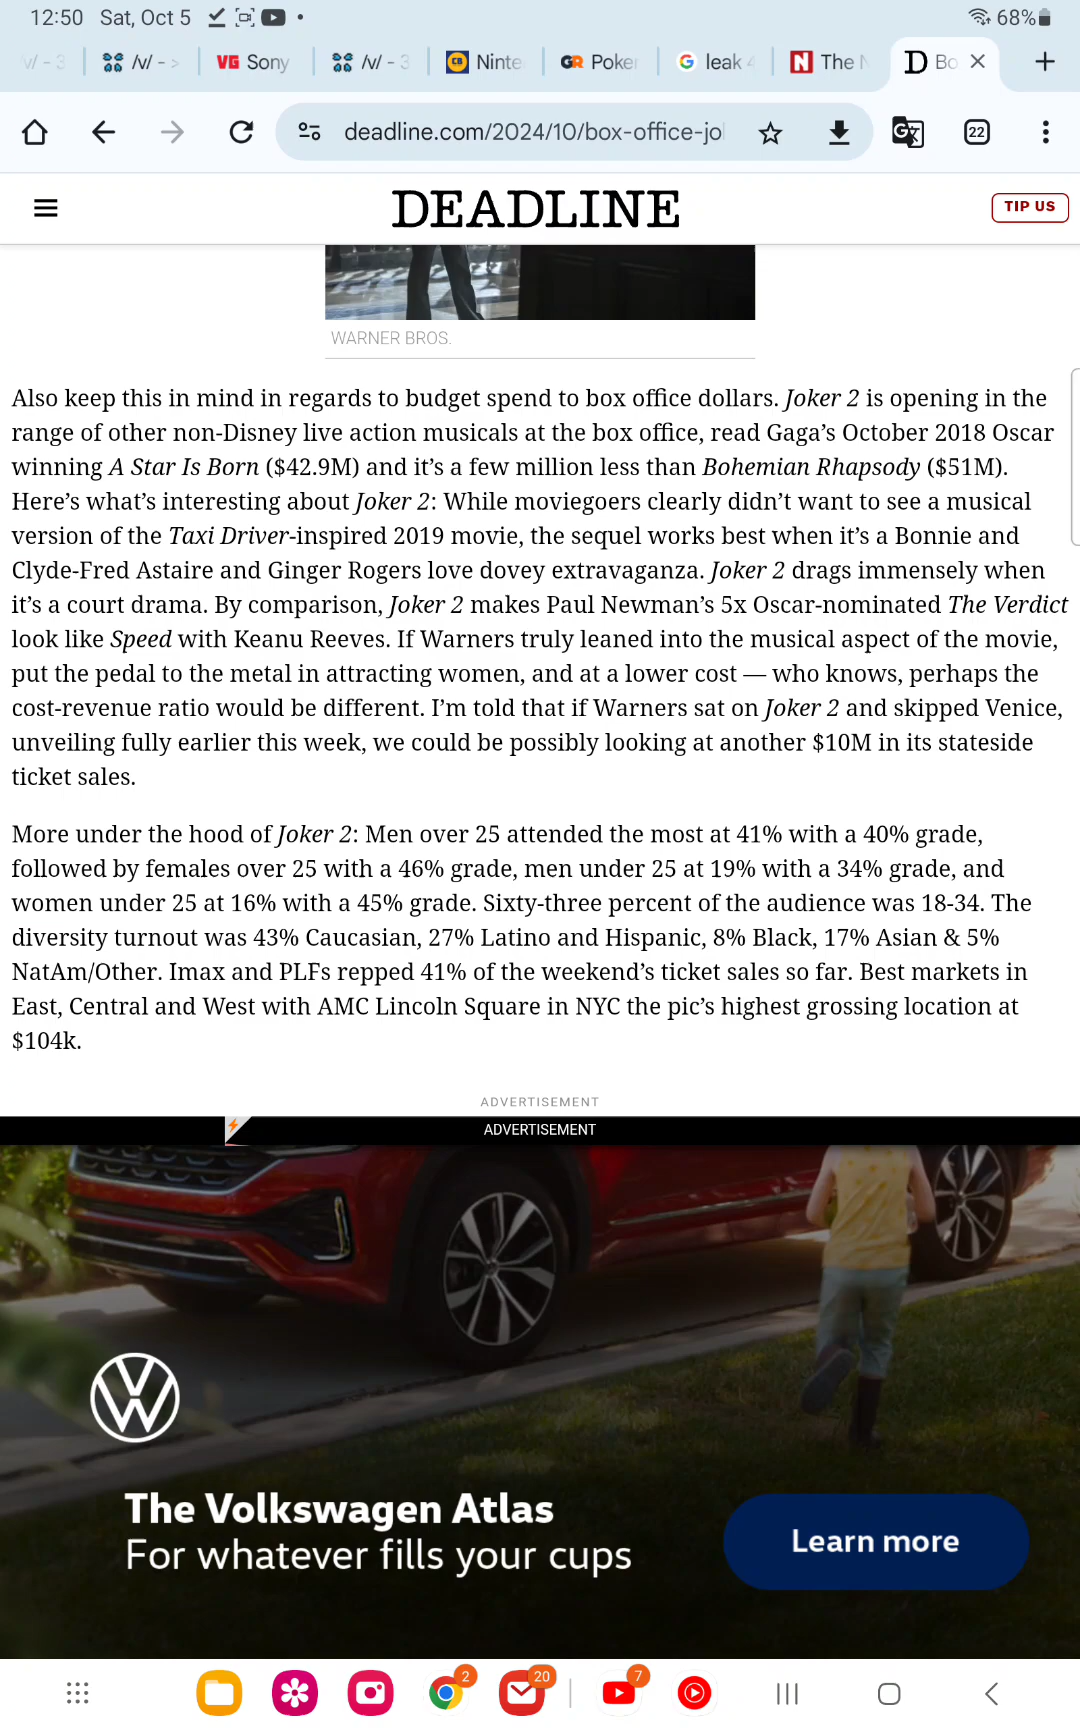 12:50 Sat, Oct 5
68%
/v/ - 3
/v/ - >
VG Sony
/v/ - 3
CB Ninte
GR Poke
G leak
N The
D Bo
deadline.com/2024/10/box-office-jo
22
DEADLINE
TIP US
WARNER BROS.
Also keep this in mind in regards to budget spend to box office dollars. Joker 2 is opening in the
range of other non-Disney live action musicals at the box office, read Gaga’s October 2018 Oscar
winning A Star Is Born ($42.9M) and it’s a few million less than Bohemian Rhapsody ($51M).
Here’s what’s interesting about Joker 2: While moviegoers clearly didn’t want to see a musical
version of the Taxi Driver-inspired 2019 movie, the sequel works best when it’s a Bonnie and
Clyde-Fred Astaire and Ginger Rogers love dovey extravaganza. Joker 2 drags immensely when
it’s a court drama. By comparison, Joker 2 makes Paul Newman’s 5x Oscar-nominated The Verdict
look like Speed with Keanu Reeves. If Warners truly leaned into the musical aspect of the movie,
put the pedal to the metal in attracting women, and at a lower cost — who knows, perhaps the
cost-revenue ratio would be different. I’m told that if Warners sat on Joker 2 and skipped Venice,
unveiling fully earlier this week, we could be possibly looking at another $10M in its stateside
ticket sales.
More under the hood of Joker 2: Men over 25 attended the most at 41% with a 40% grade,
followed by females over 25 with a 46% grade, men under 25 at 19% with a 34% grade, and
women under 25 at 16% with a 45% grade. Sixty-three percent of the audience was 18-34. The
diversity turnout was 43% Caucasian, 27% Latino and Hispanic, 8% Black, 17% Asian & 5%
NatAm/Other. Imax and PLFs repped 41% of the weekend’s ticket sales so far. Best markets in
East, Central and West with AMC Lincoln Square in NYC the pic’s highest grossing location at
$104k.
ADVERTISEMENT
ADVERTISEMENT
The Volkswagen Atlas
For whatever fills your cups
Learn more
2
20
7